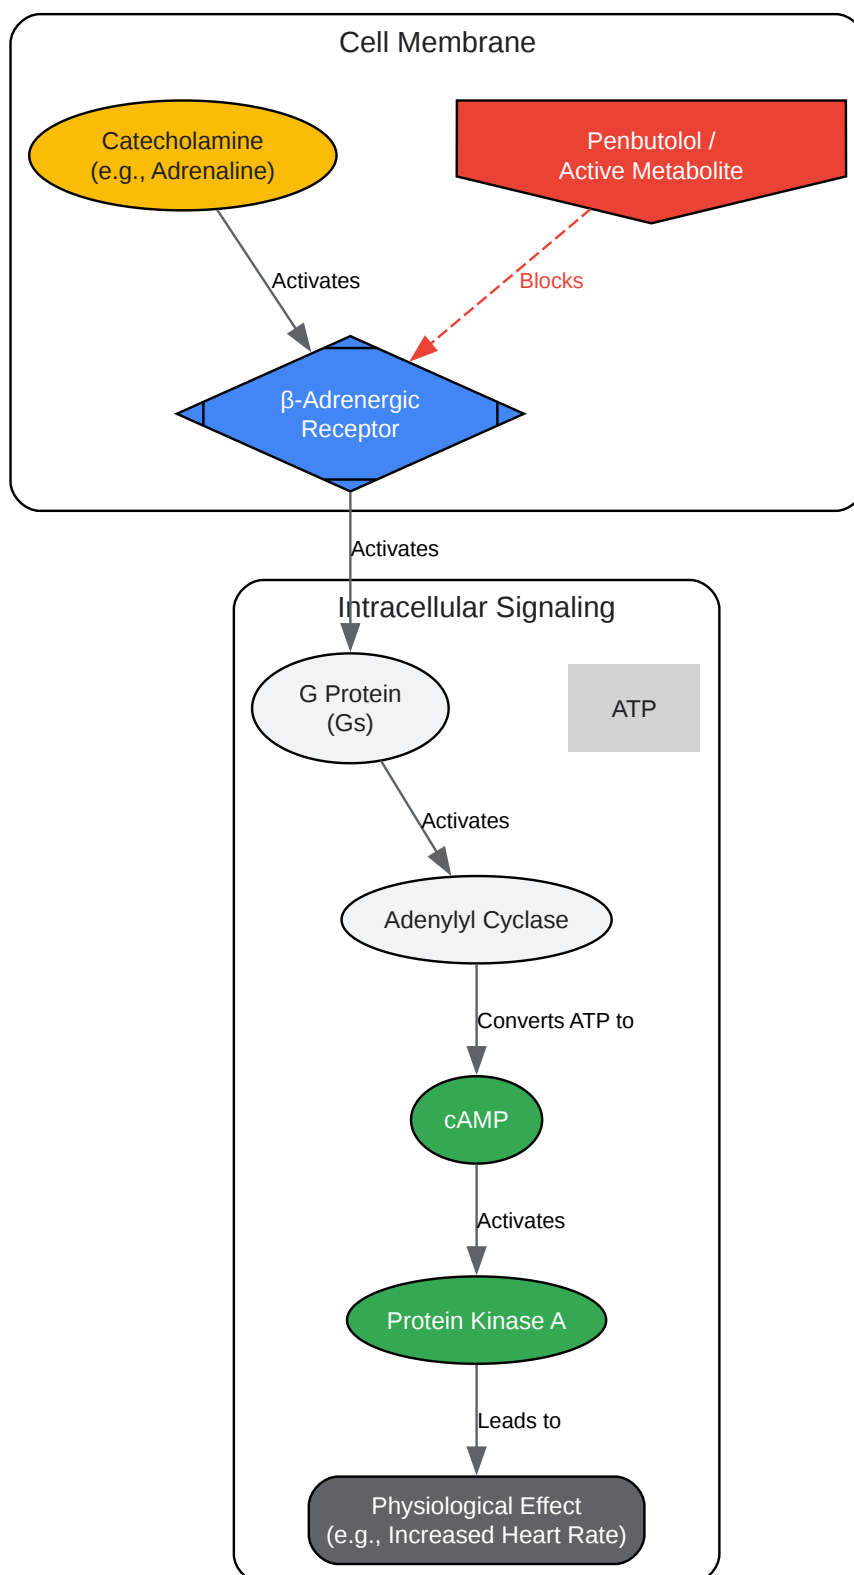 Cell Membrane
Catecholamine
(e.g., Adrenaline)
Penbutolol /
Active Metabolite
Activates
Blocks
β-Adrenergic
Receptor
Activates
Intracellular Signaling
G Protein
(Gs)
ATP
Activates
Adenylyl Cyclase
Converts ATP to
cAMP
Activates
Protein Kinase A
Leads to
Physiological Effect
(e.g., Increased Heart Rate)